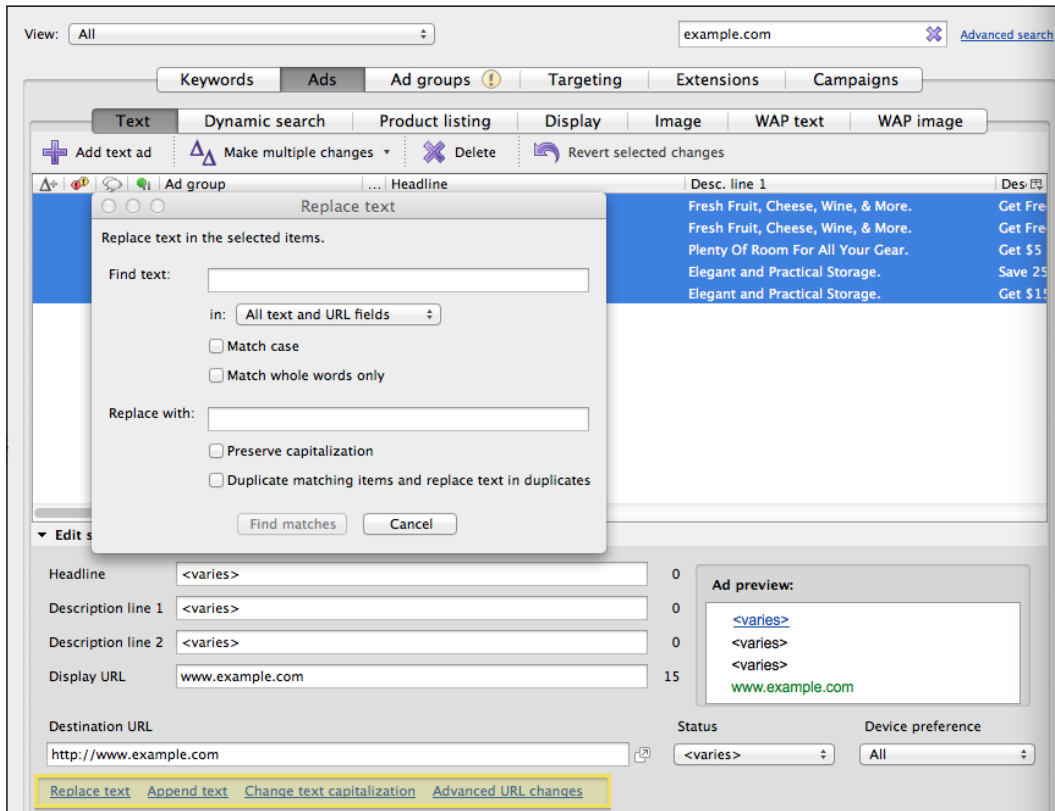 View: All example.com Advanced search
Keywords Ads Ad groups Targeting Extensions Campaigns
Text Dynamic search Product listing Display Image WAP text WAP image
Add text ad Make multiple changes Delete Revert selected changes
Ad group ... Headline Desc. line 1 Des
Replace text
Replace text in the selected items.
Find text:
in: All text and URL fields
Match case
Match whole words only
Replace with:
Preserve capitalization
Duplicate matching items and replace text in duplicates
Find matches Cancel
Fresh Fruit, Cheese, Wine, & More. Get Fre
Fresh Fruit, Cheese, Wine, & More. Get Fre
Plenty Of Room For All Your Gear. Get $5
Elegant and Practical Storage. Save 25
Elegant and Practical Storage. Get $15
Edit s
Headline <varies> 0
Description line 1 <varies> 0
Description line 2 <varies> 0
Display URL www.example.com 15
Ad preview:
<varies>
<varies>
<varies>
www.example.com
Destination URL Status Device preference
http://www.example.com <varies> All
Replace text Append text Change text capitalization Advanced URL changes